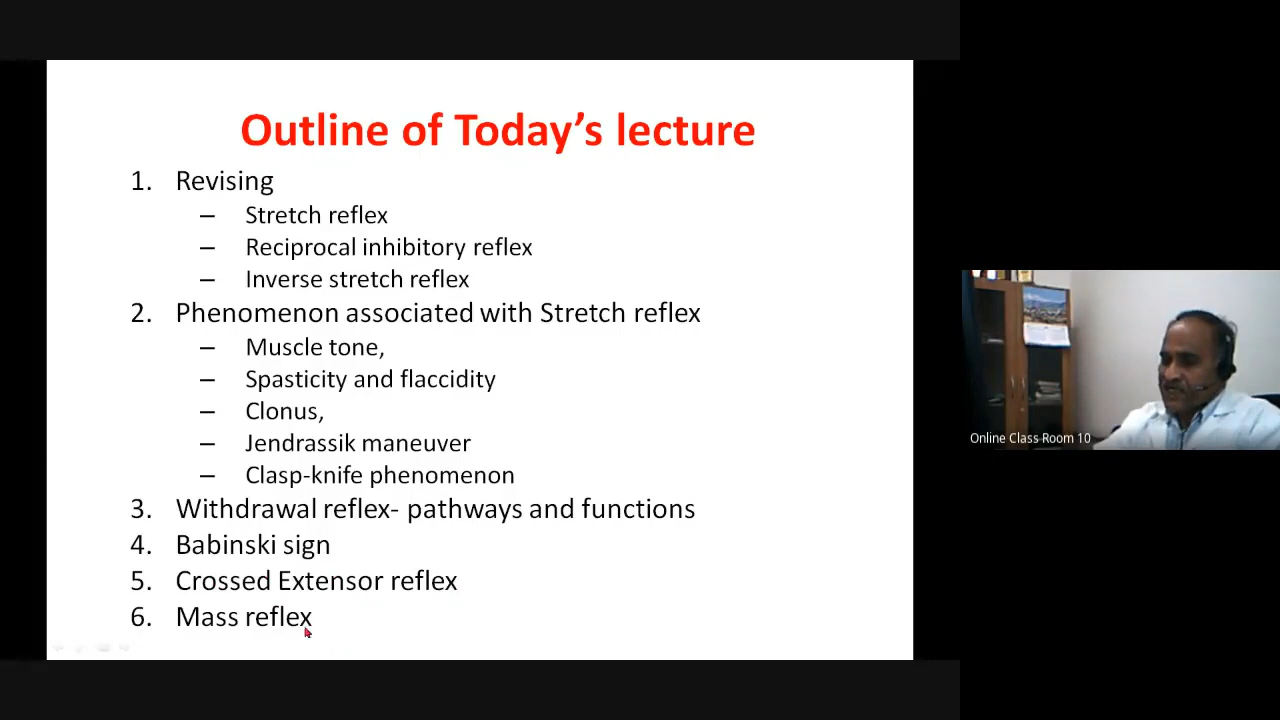 Outline of Today’s lecture
1. Revising
– Stretch reflex
– Reciprocal inhibitory reflex
– Inverse stretch reflex
2. Phenomenon associated with Stretch reflex
– Muscle tone,
– Spasticity and flaccidity
– Clonus,
– Jendrassik maneuver
– Clasp-knife phenomenon
3. Withdrawal reflex- pathways and functions
4. Babinski sign
5. Crossed Extensor reflex
6. Mass reflex
Online Class Room 10